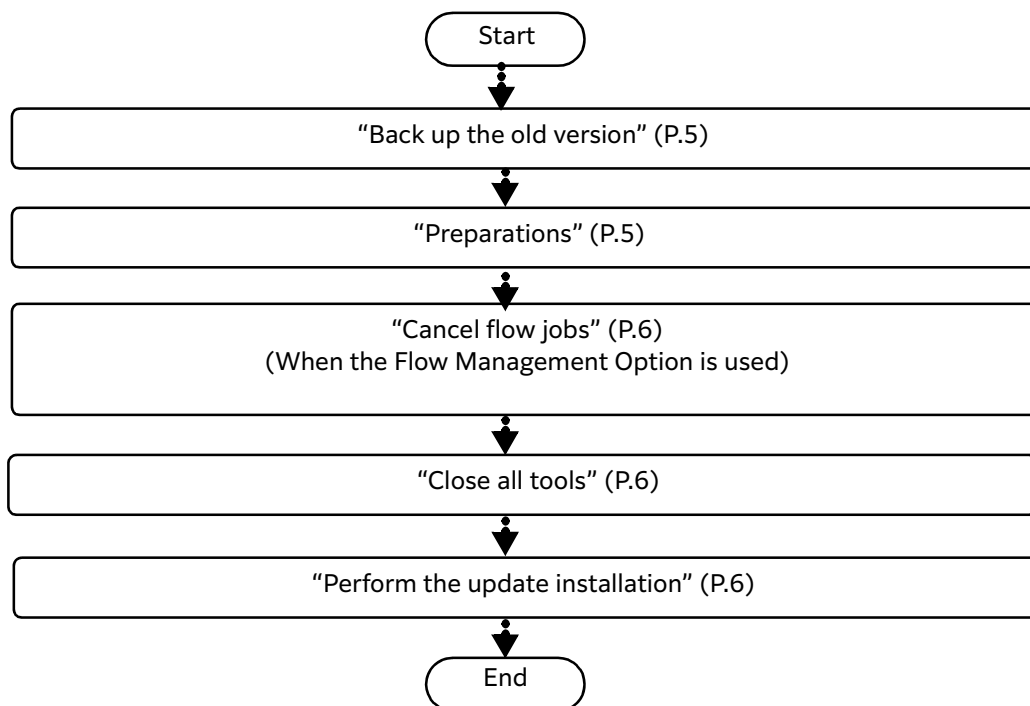 Start
“Back up the old version” (P.5)
“Preparations” (P.5)
“Cancel flow jobs” (P.6)
(When the Flow Management Option is used)
“Close all tools” (P.6)
“Perform the update installation” (P.6)
End